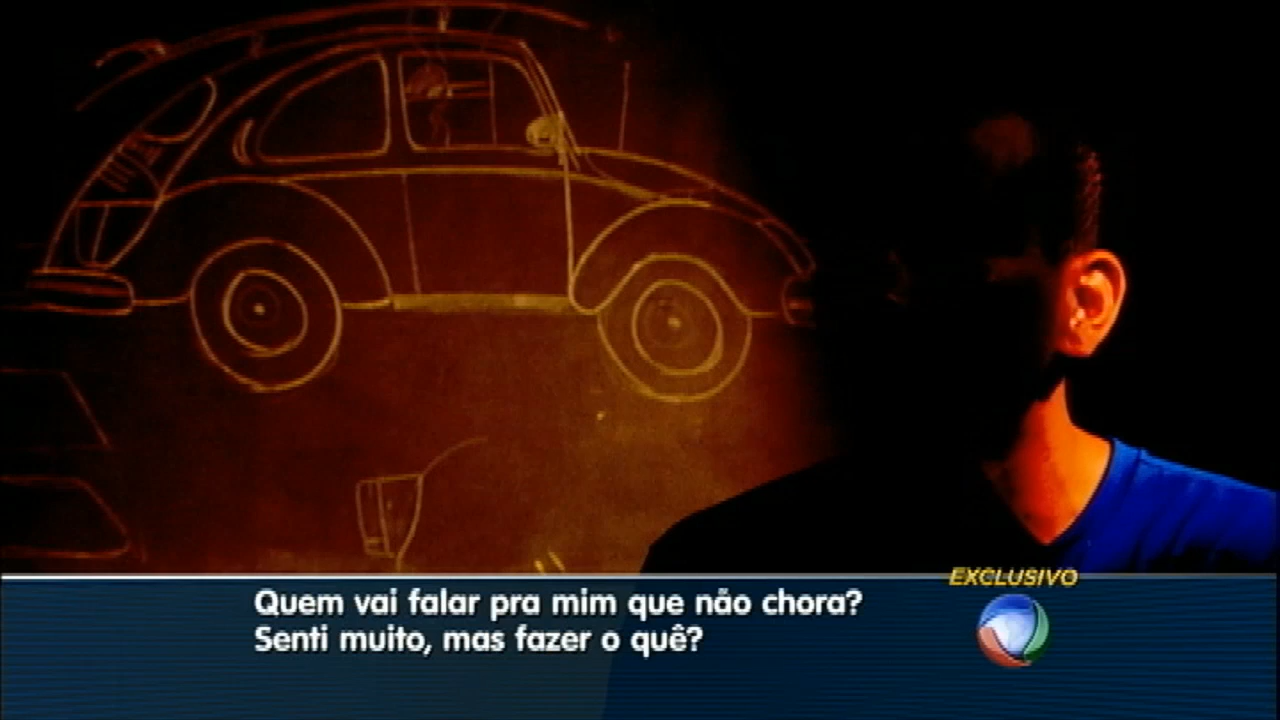 EXCLUSIVO
Quem vai falar pra mim que não chora?
Senti muito, mas fazer o quê?